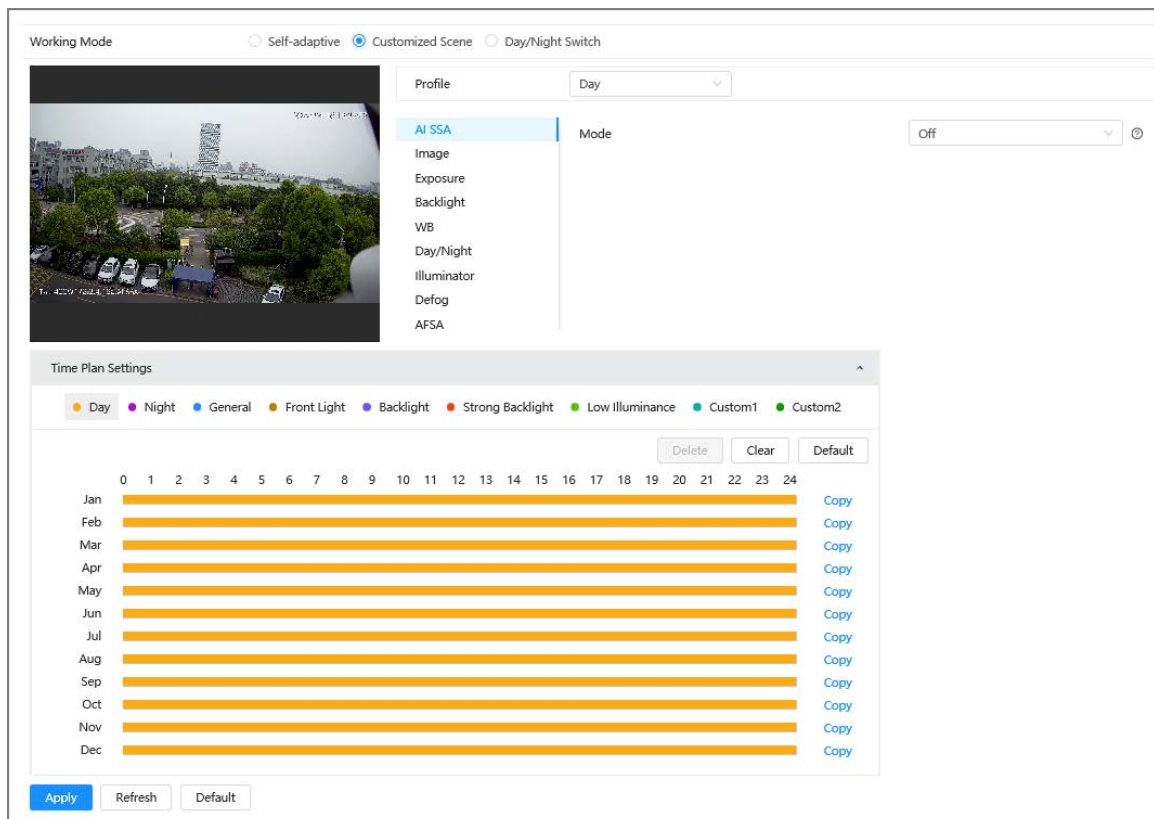 Working Mode Self-adaptive Customized Scene Day/Night Switch
Profile Day
AI SSA
Mode Off
Image
Exposure
Backlight
WB
Day/Night
Illuminator
Defog
AFSA
Time Plan Settings
Day Night General Front Light Backlight Strong Backlight Low Illuminance Custom1 Custom2
Delete Clear Default
0 1 2 3 4 5 6 7 8 9 10 11 12 13 14 15 16 17 18 19 20 21 22 23 24
Jan Copy
Feb Copy
Mar Copy
Apr Copy
May Copy
Jun Copy
Jul Copy
Aug Copy
Sep Copy
Oct Copy
Nov Copy
Dec Copy
Apply Refresh Default